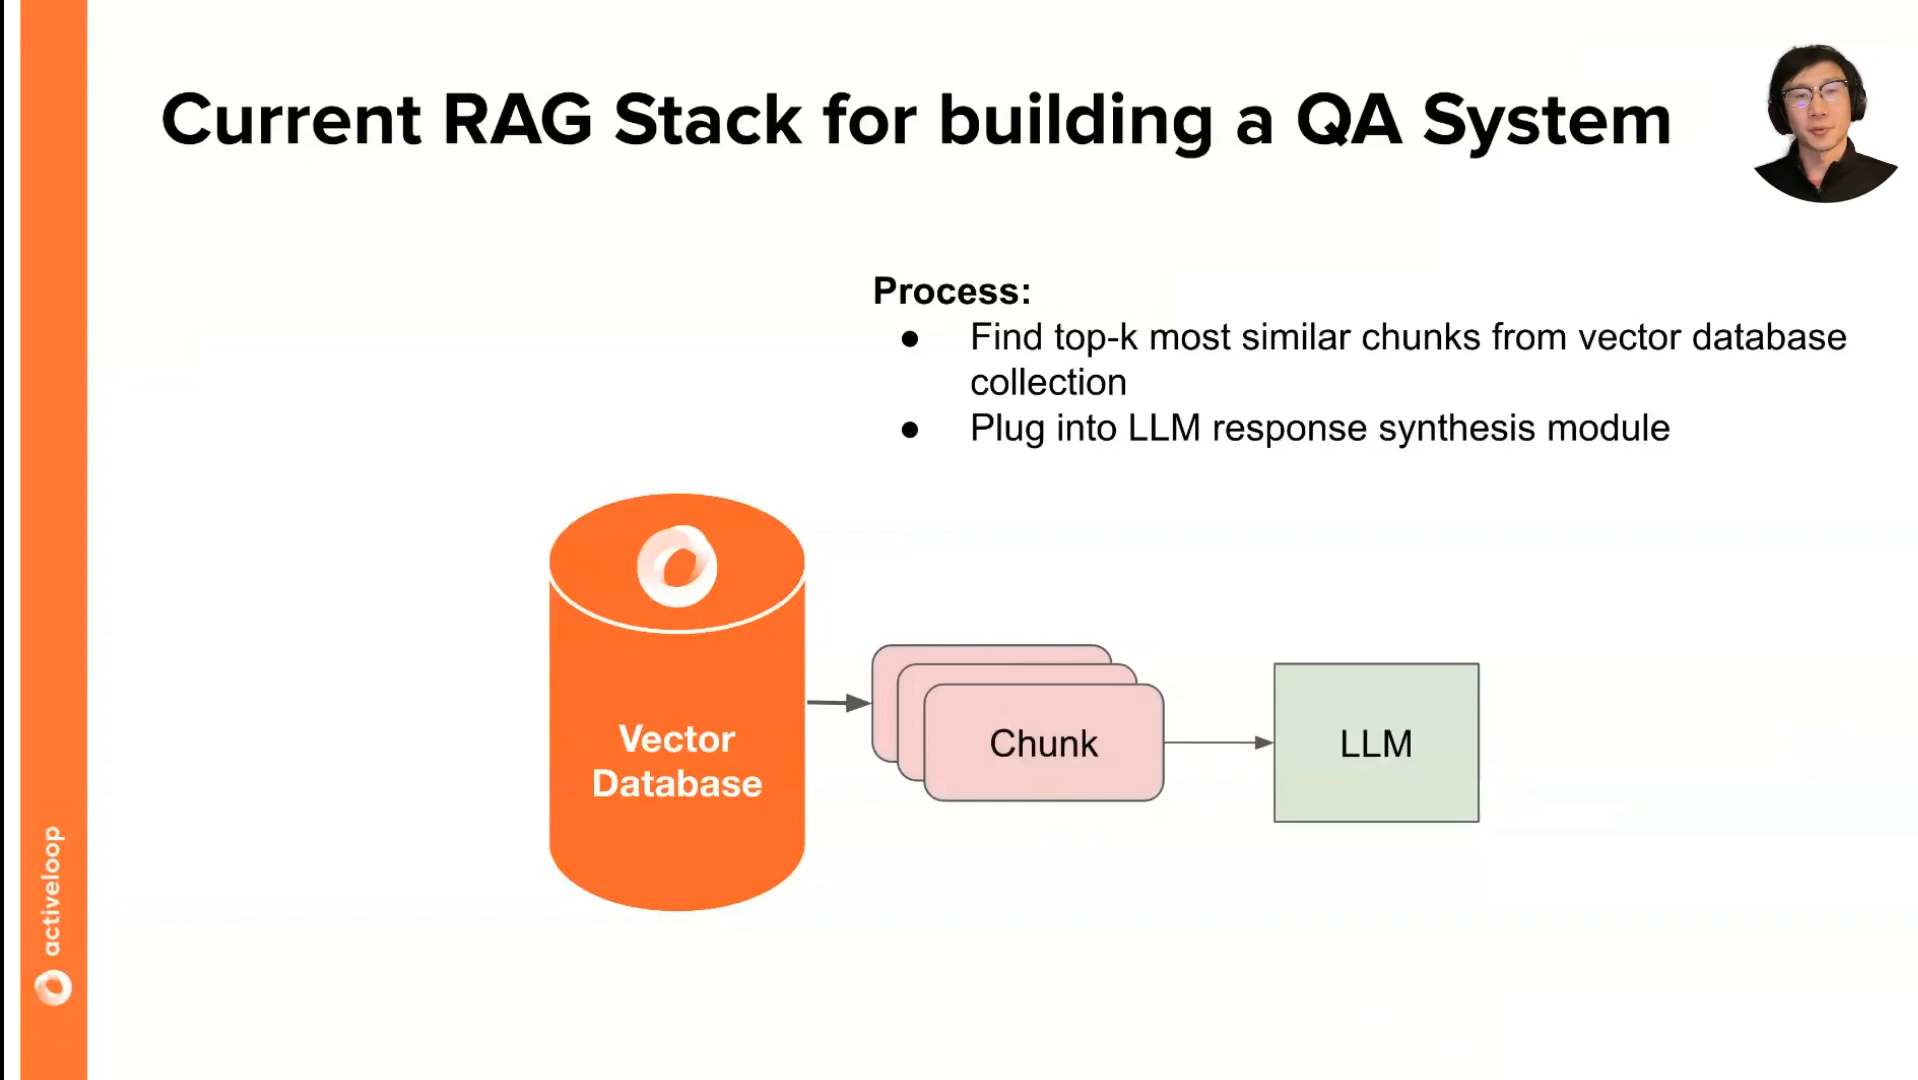 Current RAG Stack for building a QA System
Process:
● Find top-k most similar chunks from vector database
collection
● Plug into LLM response synthesis module
Vector
Database
Chunk
LLM
activeloop